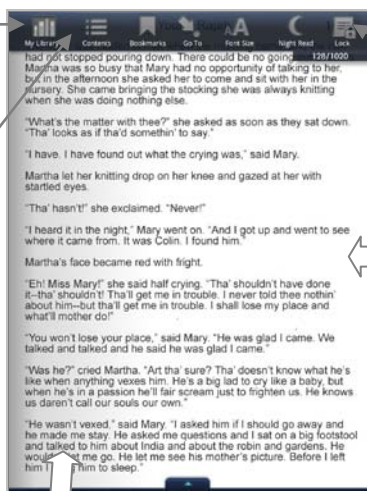 My Library Contents Bookmarks Go To Font Size Night Read Lock
128/1020
had not stopped pouring down. There could be no going
Martha was so busy that Mary had no opportunity of talking to her,
but in the afternoon she asked her to come and sit with her in the
nursery. She came bringing the stocking she was always knitting
when she was doing nothing else.
"What's the matter with thee?" she asked as soon as they sat down.
"Tha' looks as if tha'd somethin' to say."
"I have. I have found out what the crying was," said Mary.
Martha let her knitting drop on her knee and gazed at her with
startled eyes.
"Tha' hasn't!" she exclaimed. "Never!"
"I heard it in the night," Mary went on. "And I got up and went to see
where it came from. It was Colin. I found him."
Martha's face became red with fright.
"Eh! Miss Mary!" she said half crying. "Tha' shouldn't have done
it--tha' shouldn't! Tha'll get me in trouble. I never told thee nothin'
about him--but tha'll get me in trouble. I shall lose my place and
what'll mother do!"
"You won't lose your place," said Mary. "He was glad I came. We
talked and talked and he said he was glad I came."
"Was he?" cried Martha. "Art tha' sure? Tha' doesn't know what he's
like when anything vexes him. He's a big lad to cry like a baby, but
when he's in a passion he'll fair scream just to frighten us. He knows
us daren't call our souls our own."
"He wasn't vexed," said Mary. "I asked him if I should go away and
he made me stay. He asked me questions and I sat on a big footstool
and talked to him about India and about the robin and gardens. He
me go. He let me see his mother's picture. Before I left
him I him to sleep."